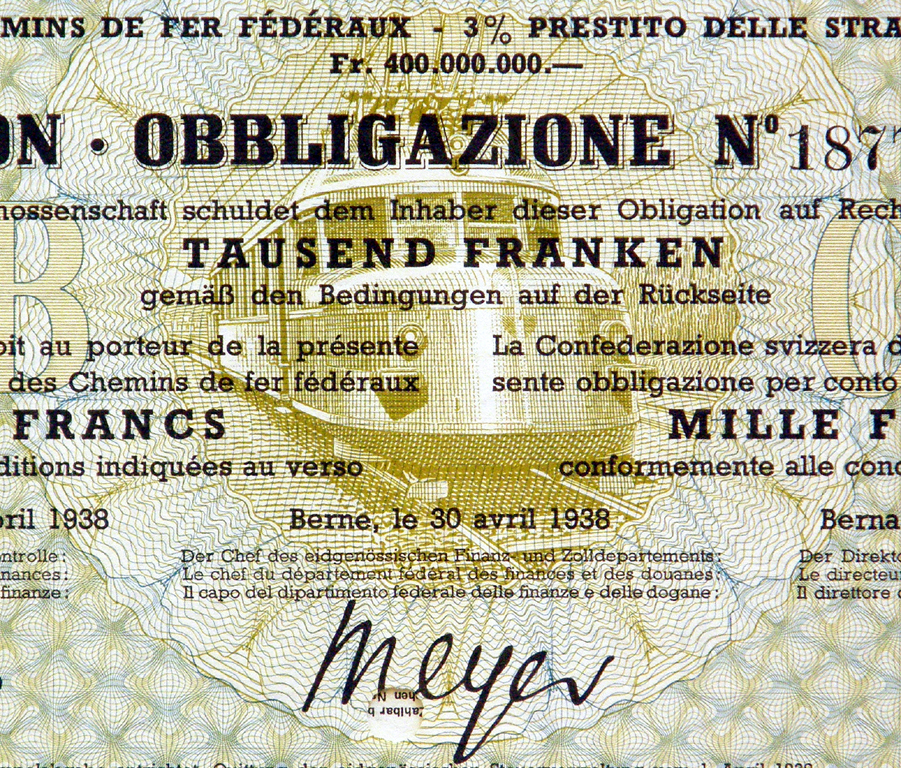 MINS DE FER FÉDÉRAUX - 3% PRESTITO DELLE STRA
Fr. 400.000.000.—
ON · OBBLIGAZIONE Nº 187
nossenschaft schuldet dem Inhaber dieser Obligation auf Rech
TAUSEND FRANKEN
gemäß den Bedingungen auf der Rückseite
oit au porteur de la présente
des Chemins de fer fédéraux
FRANCS
ditions indiquées au verso
La Confederazione svizzera d
sente obbligazione per conto
MILLE F
conformemente alle cond
pril 1938
Berne, le 30 avril 1938
Berna
ntrolle:
nances:
finanze:
Der Chef des eidgenössischen Finanz- und Zolldepartements:
Le chef du département fédéral des finances et des douanes:
Il capo del dipartimento federale delle finanze e delle dogane:
Der Direkto
Le directeu
Il direttore
Meyer